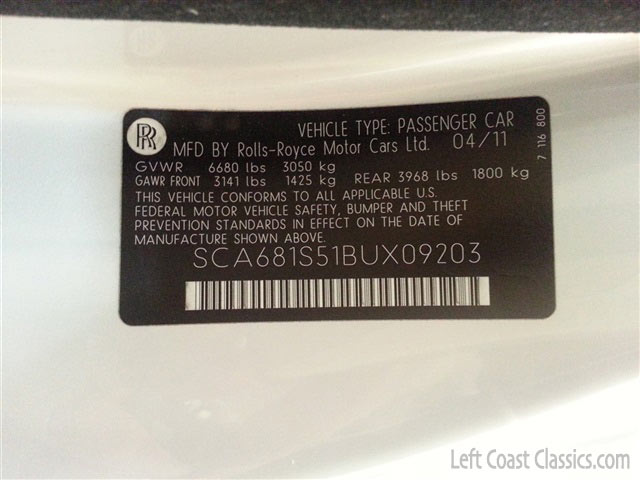 RR
VEHICLE TYPE: PASSENGER CAR
MFD BY Rolls-Royce Motor Cars Ltd. 04/11
GVWR 6680 lbs 3050 kg
GAWR FRONT 3141 lbs 1425 kg REAR 3968 lbs 1800 kg
THIS VEHICLE CONFORMS TO ALL APPLICABLE U.S.
FEDERAL MOTOR VEHICLE SAFETY, BUMPER AND THEFT
PREVENTION STANDARDS IN EFFECT ON THE DATE OF
MANUFACTURE SHOWN ABOVE.
SCA681S51BUX09203
7 116 800
Left Coast Classics.com